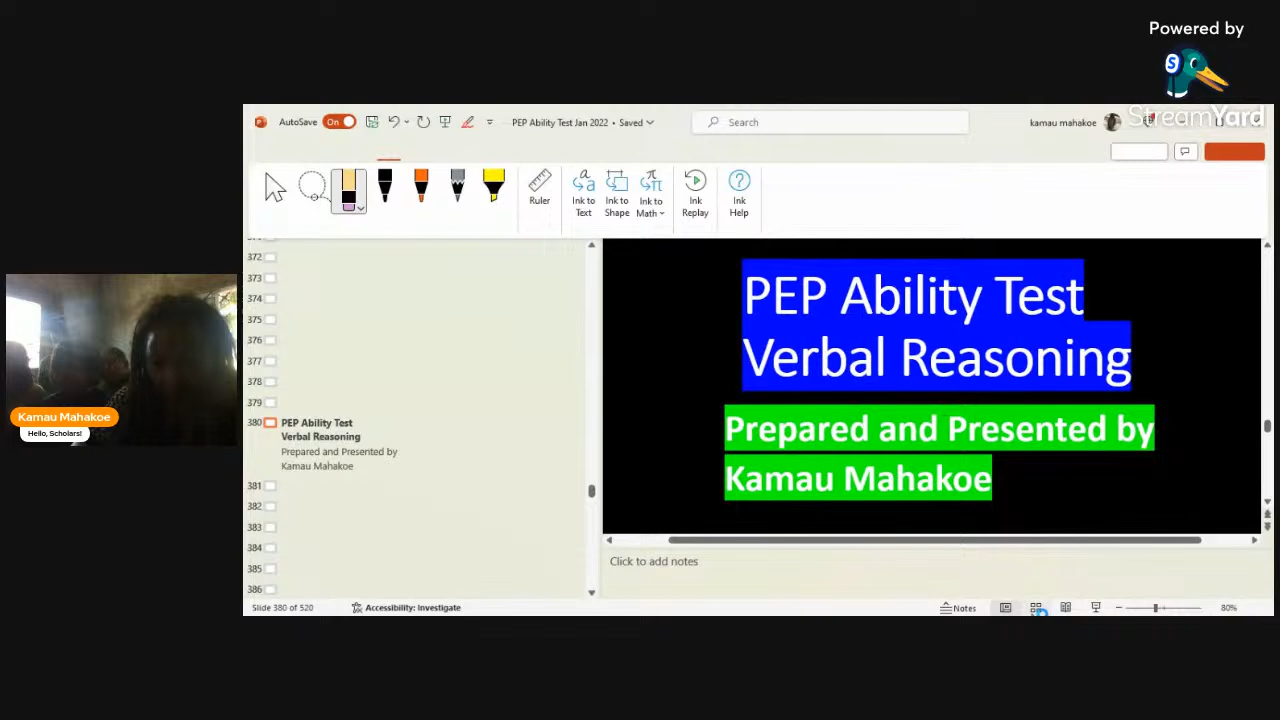 Powered by
S
StreamYard
AutoSave On PEP Ability Test Jan 2022 • Saved Search kamau mahakoe
Ruler
Ink to Text
Ink to Shape
Ink to Math
Ink Replay
Ink Help
372
373
374
375
376
377
378
379
380 PEP Ability Test
Verbal Reasoning
Prepared and Presented by
Kamau Mahakoe
381
382
383
384
385
386
PEP Ability Test
Verbal Reasoning
Prepared and Presented by
Kamau Mahakoe
Click to add notes
Kamau Mahakoe
Hello, Scholars!
Slide 380 of 520 Accessibility: Investigate Notes 80%